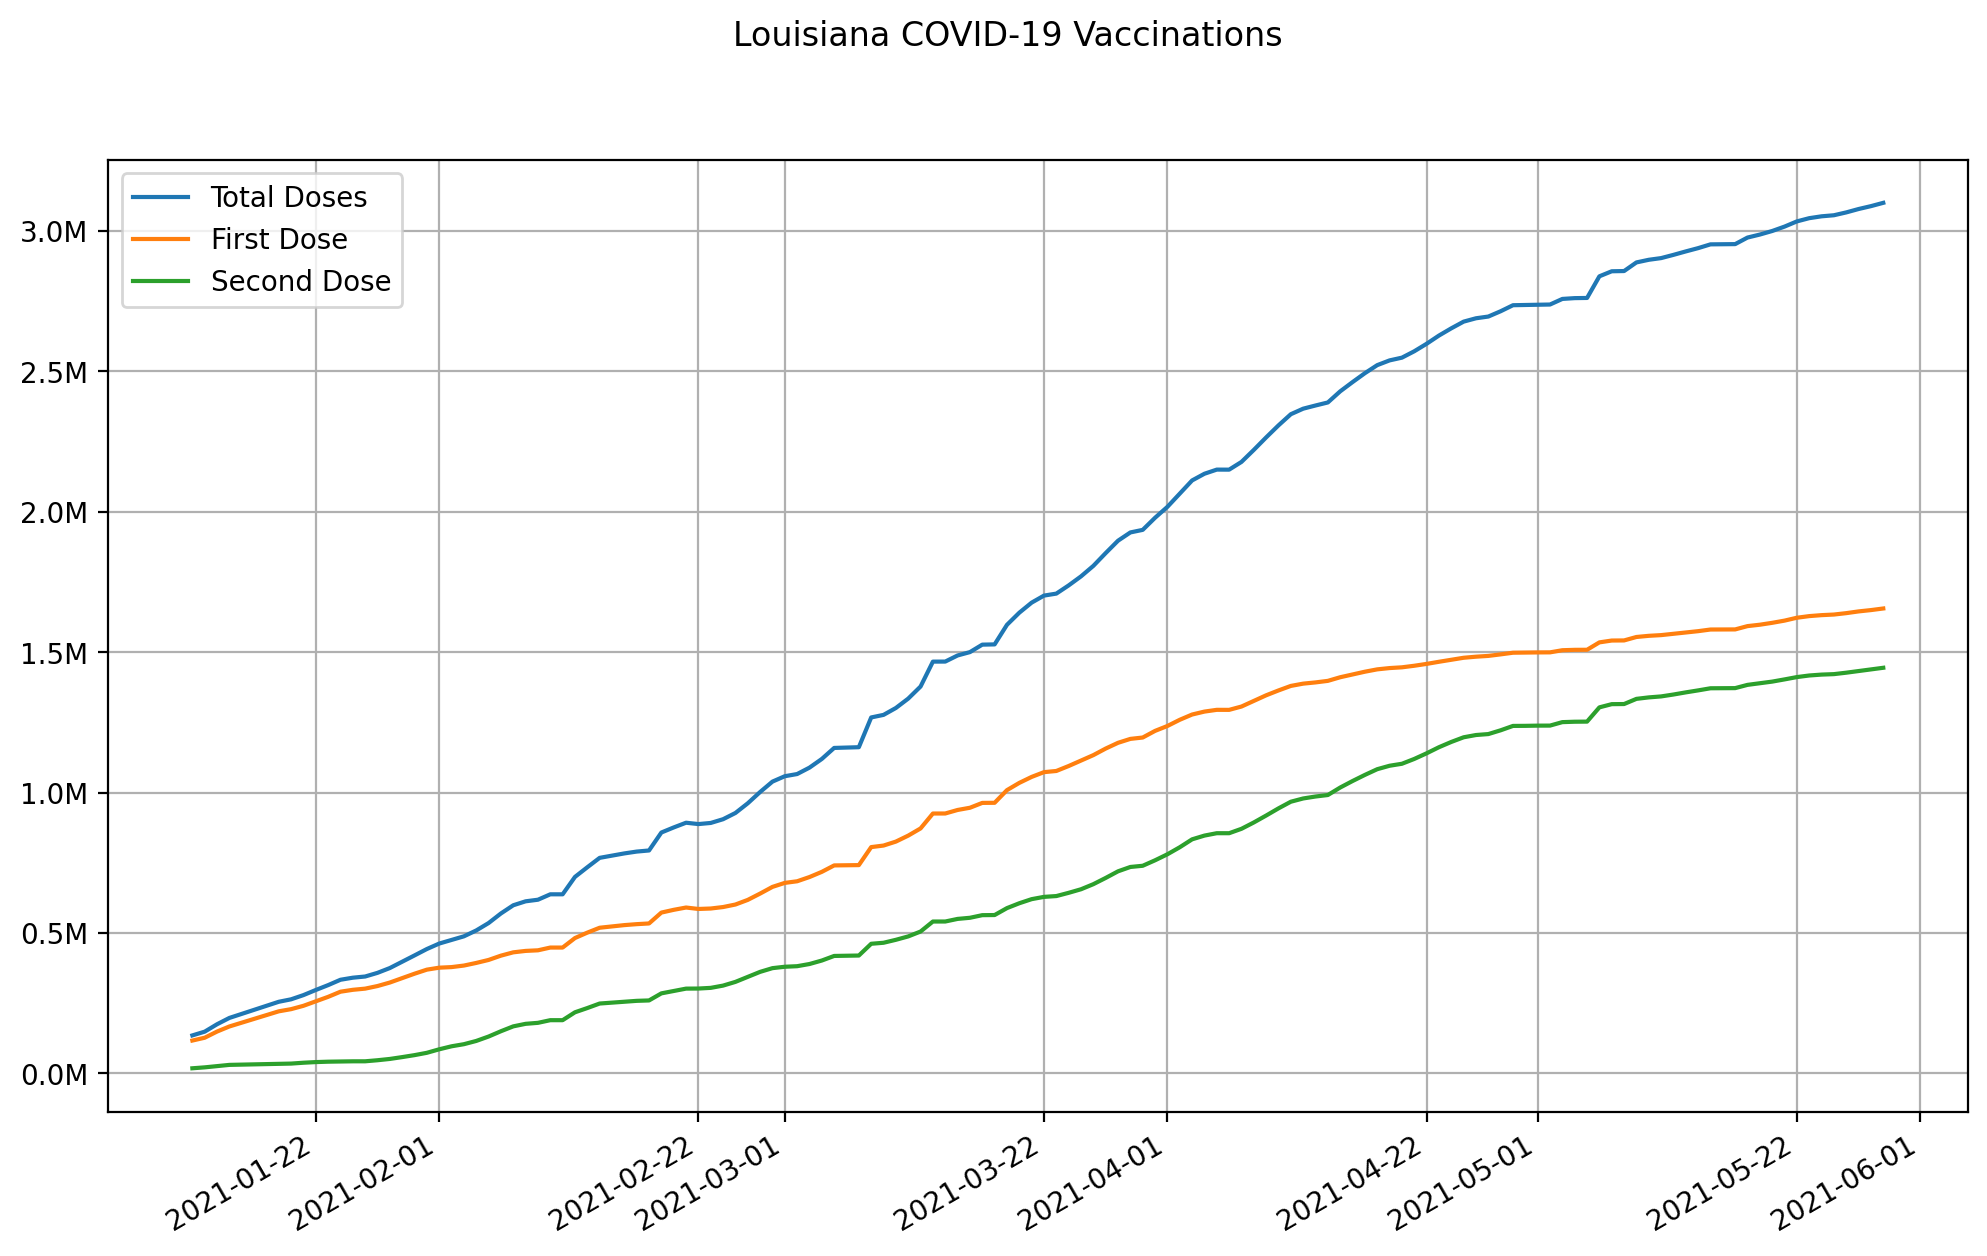 Louisiana COVID-19 Vaccinations
Total Doses
First Dose
Second Dose
3.0M
2.5M
2.0M
1.5M
1.0M
0.5M
0.0M
2021-01-22
2021-02-01
2021-02-22
2021-03-01
2021-03-22
2021-04-01
2021-04-22
2021-05-01
2021-05-22
2021-06-01